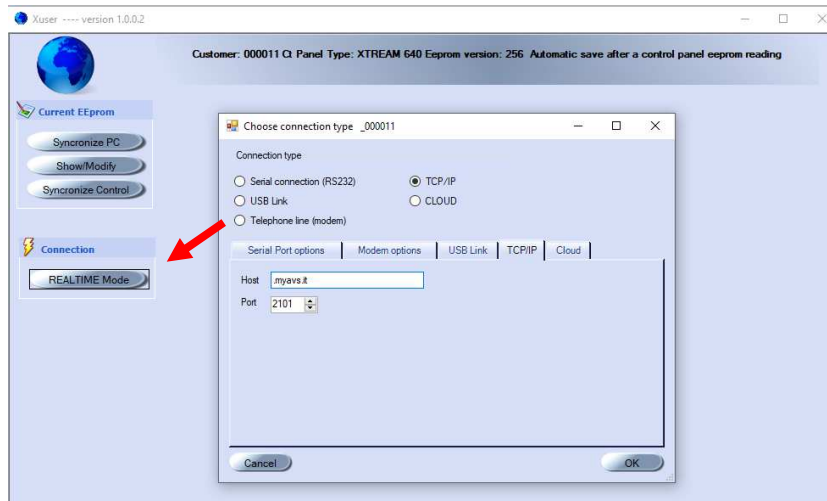 Xuser ---- version 1.0.0.2
Customer: 000011 Ct Panel Type: XTREAM 640 Eeprom version: 256 Automatic save after a control panel eeprom reading
Current EEprom
Syncronize PC
Show/Modify
Syncronize Control
Connection
REALTIME Mode
Choose connection type _000011
Connection type
Serial connection (RS232)
TCP/IP
USB Link
CLOUD
Telephone line (modem)
Serial Port options
Modem options
USB Link
TCP/IP
Cloud
Host .myavs.it
Port 2101
Cancel
OK